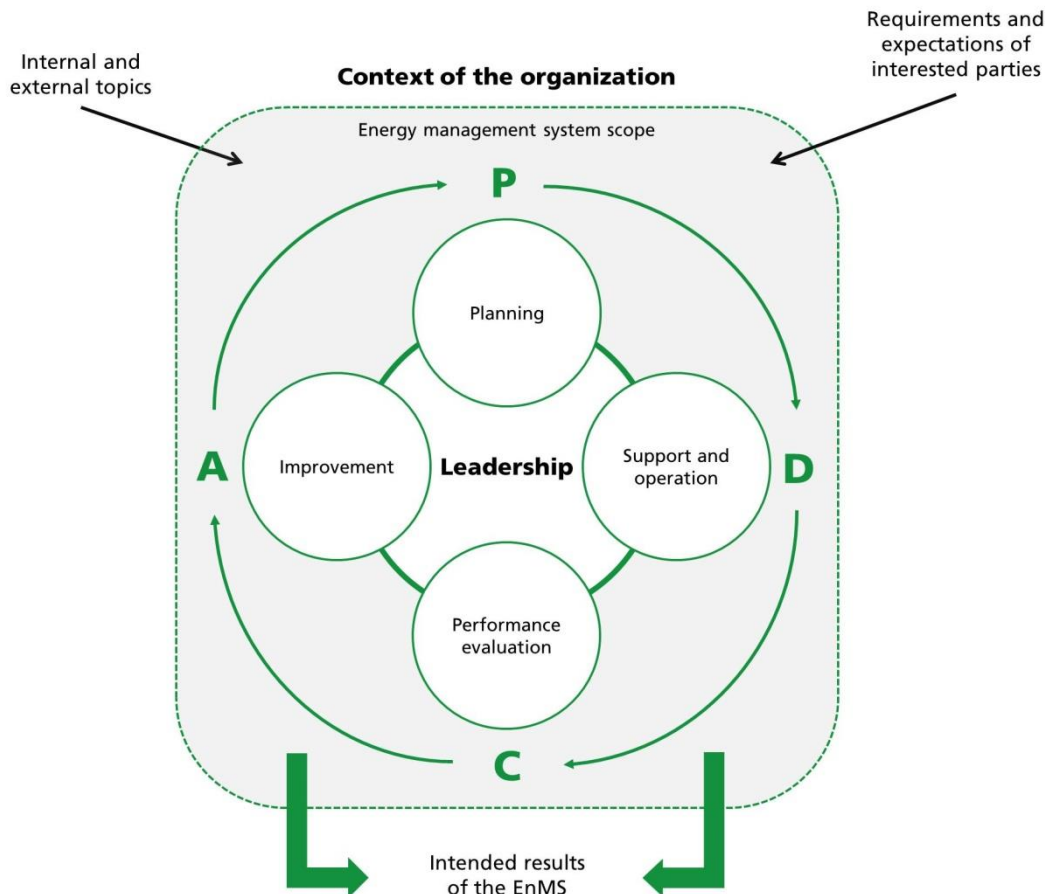 Internal and
external topics
Requirements and
expectations of
interested parties
Context of the organization
Energy management system scope
P
Planning
A
Improvement
Leadership
Support and
operation
D
Performance
evaluation
C
Intended results
of the EnMS